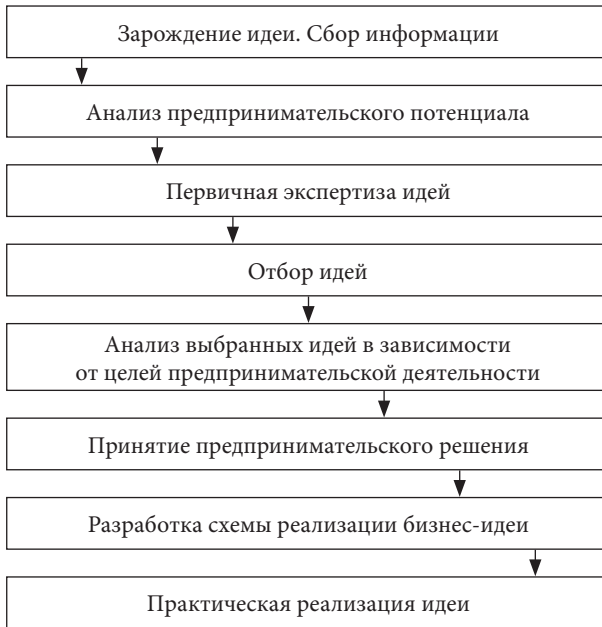 Зарождение идеи. Сбор информации
Анализ предпринимательского потенциала
Первичная экспертиза идей
Отбор идей
Анализ выбранных идей в зависимости
от целей предпринимательской деятельности
Принятие предпринимательского решения
Разработка схемы реализации бизнес-идеи
Практическая реализация идеи